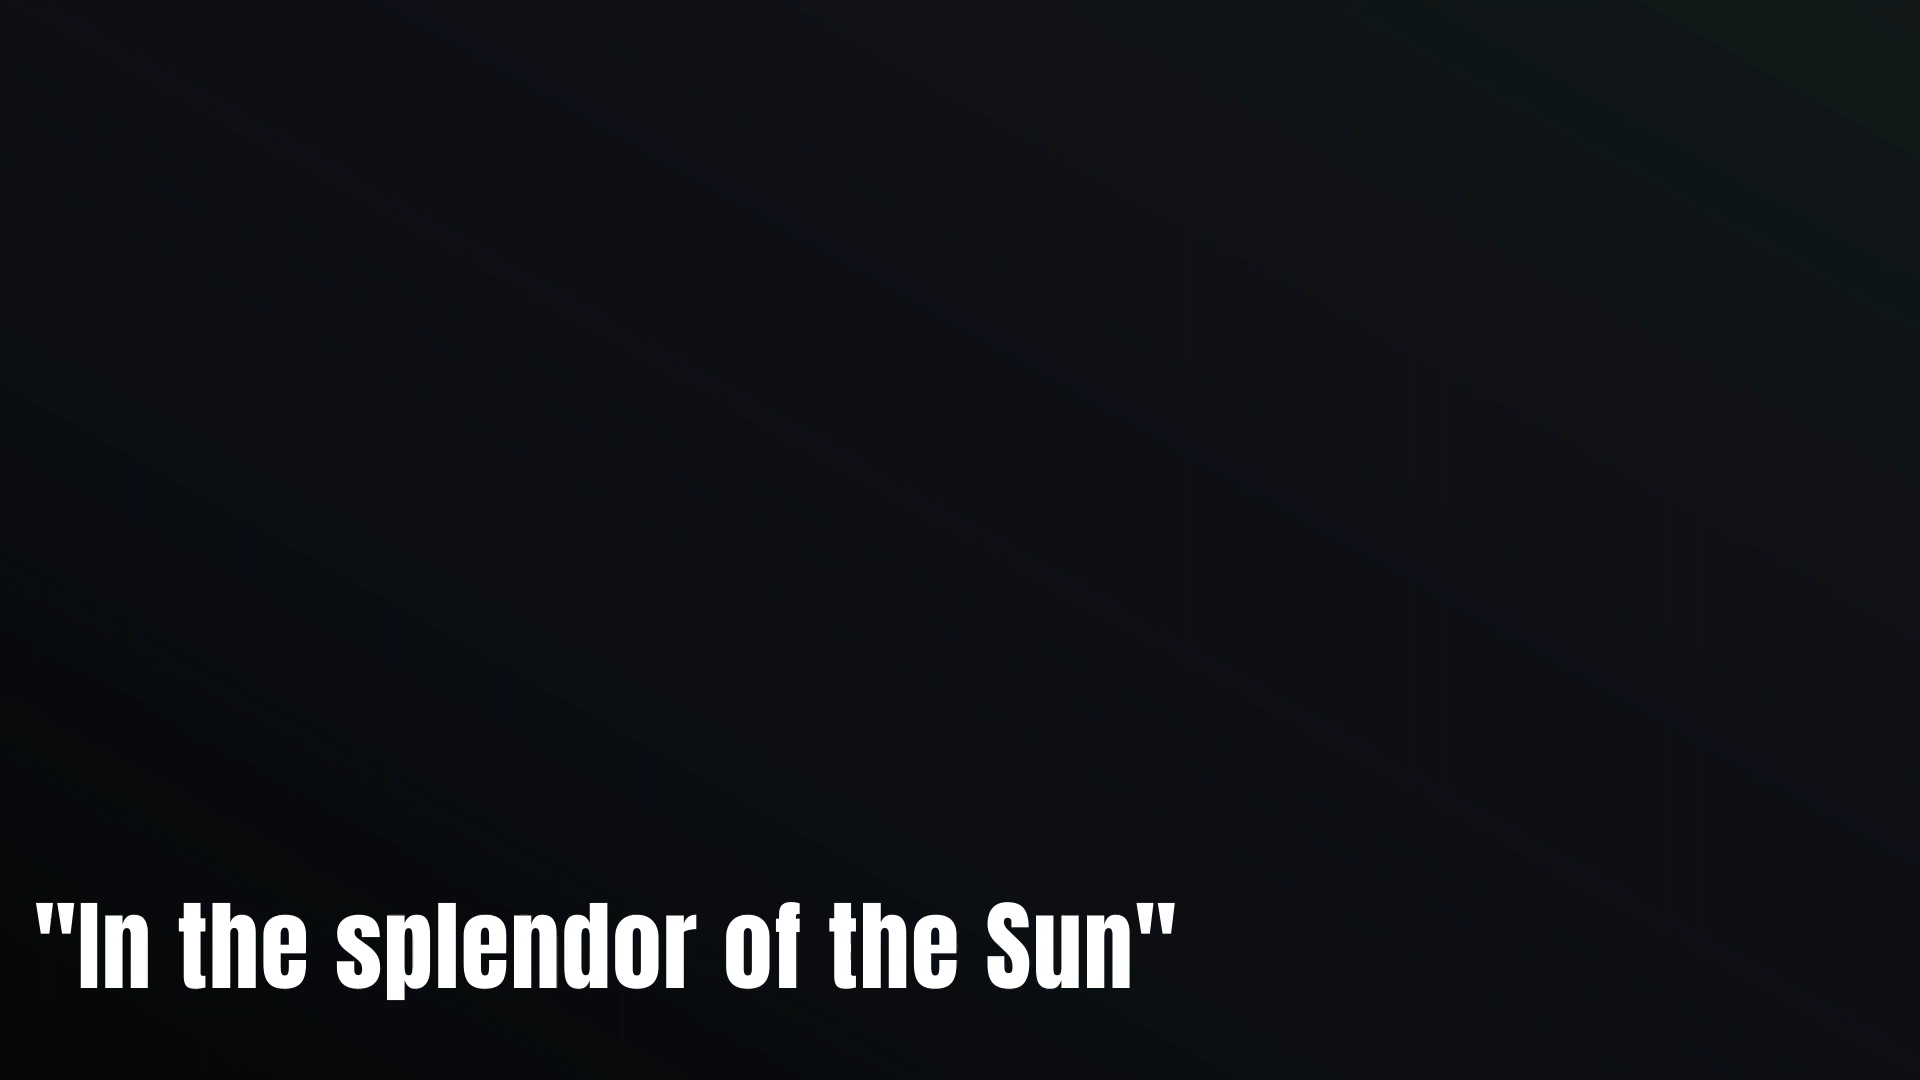 "In the splendor of the Sun"